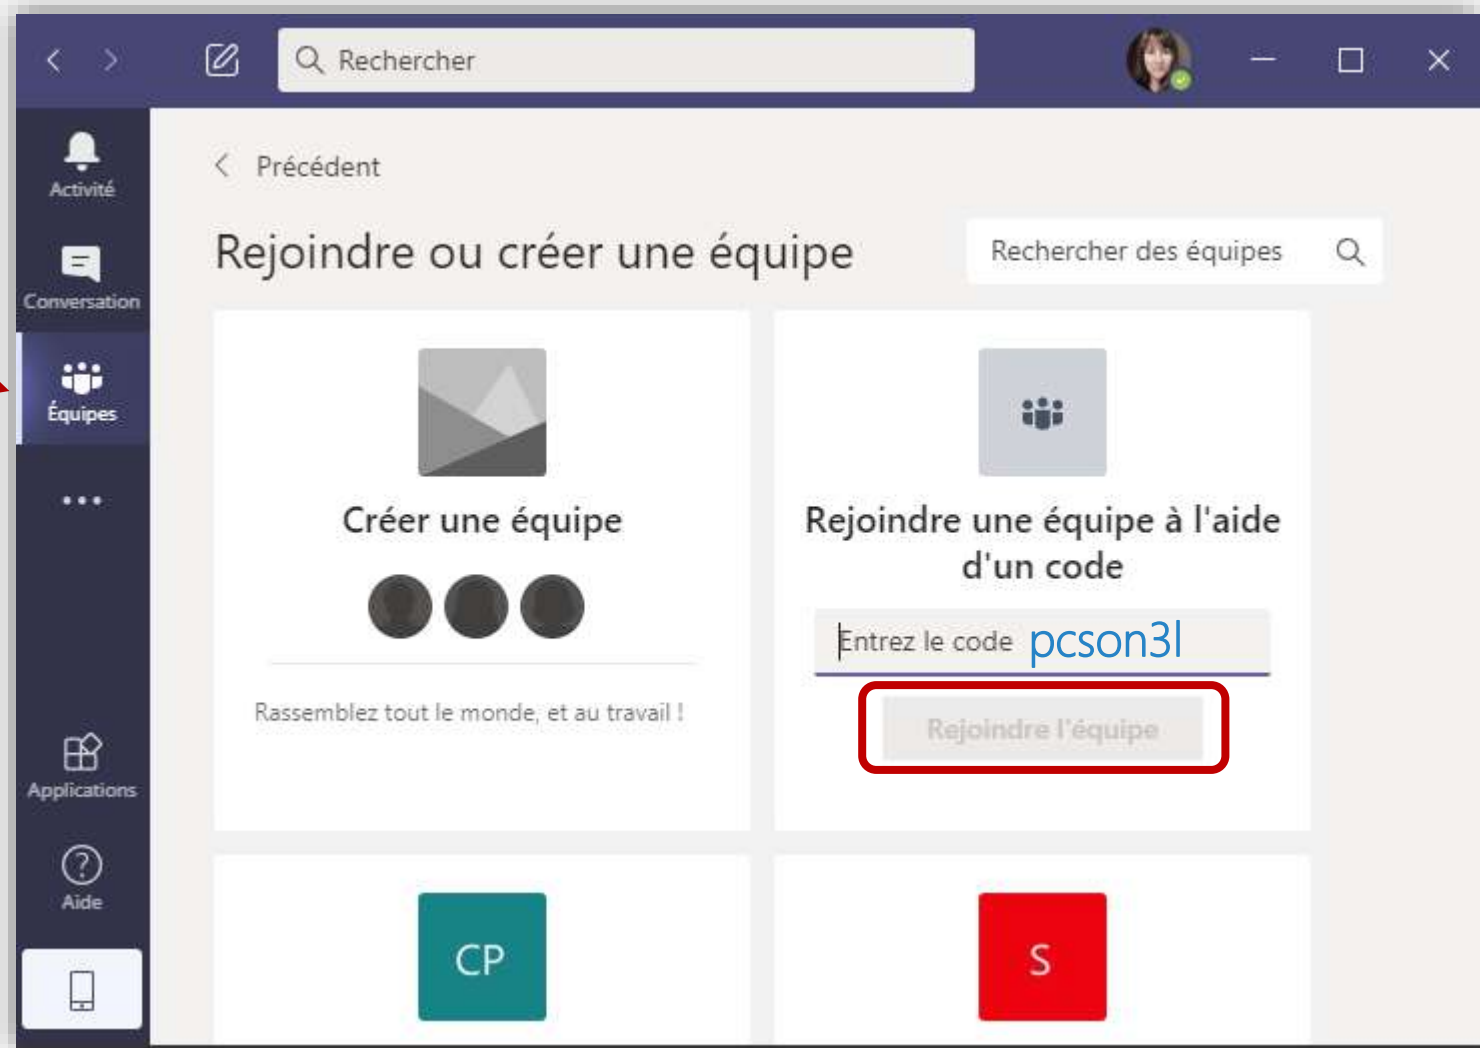 Rechercher
Activité
Conversation
Équipes
Applications
Aide
Précédent
Rejoindre ou créer une équipe
Rechercher des équipes
Créer une équipe
Rassemblez tout le monde, et au travail !
Rejoindre une équipe à l'aide
d'un code
Entrez le code pcson3l
Rejoindre l'équipe
CP
S